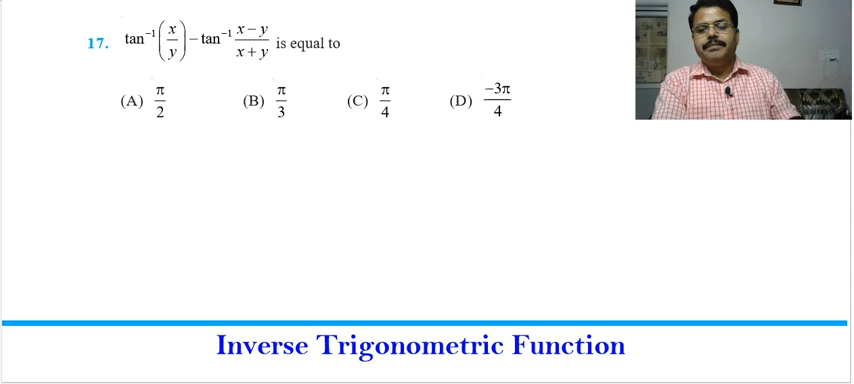 17. tan⁻¹(x/y) − tan⁻¹ (x − y)/(x + y) is equal to
(A) π/2 (B) π/3 (C) π/4 (D) −3π/4
Inverse Trigonometric Function